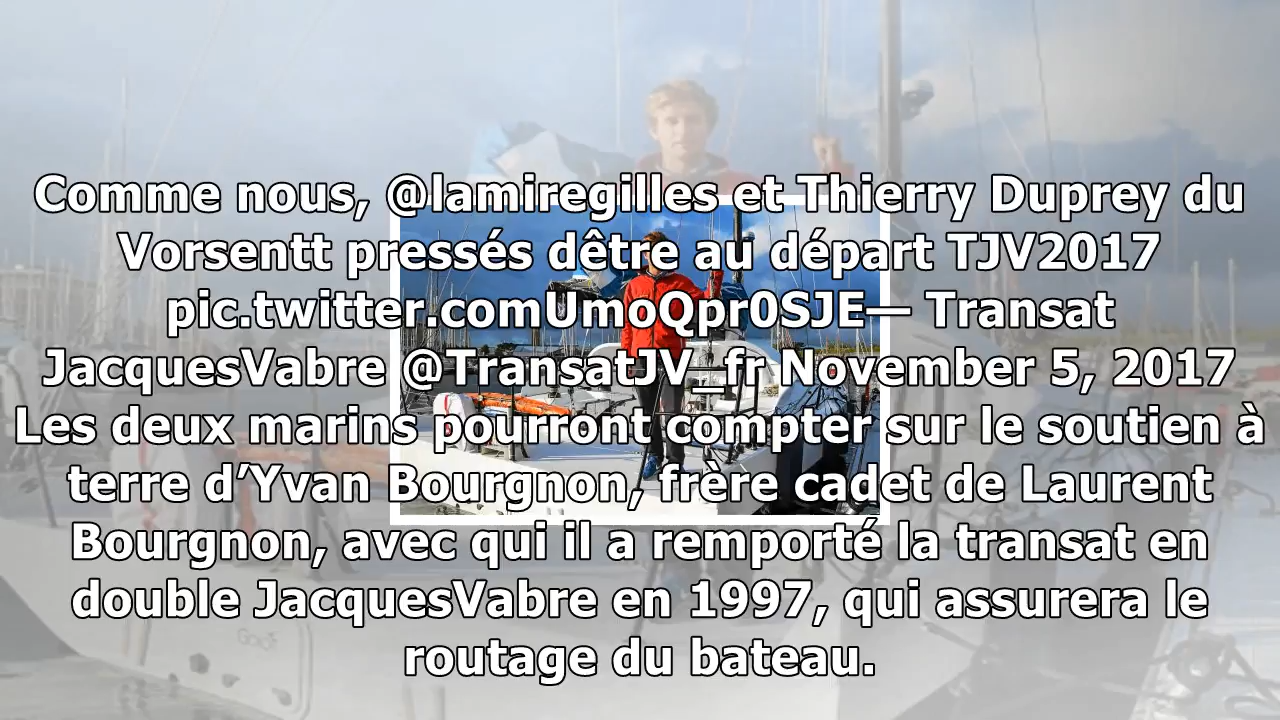 Comme nous, @lamiregilles et Thierry Duprey du
Vorsentt pressés dêtre au départ TJV2017
pic.twitter.comUmoQpr0SJE— Transat
JacquesVabre @TransatJV_fr November 5, 2017
Les deux marins pourront compter sur le soutien à
terre d’Yvan Bourgnon, frère cadet de Laurent
Bourgnon, avec qui il a remporté la transat en
double JacquesVabre en 1997, qui assurera le
routage du bateau.